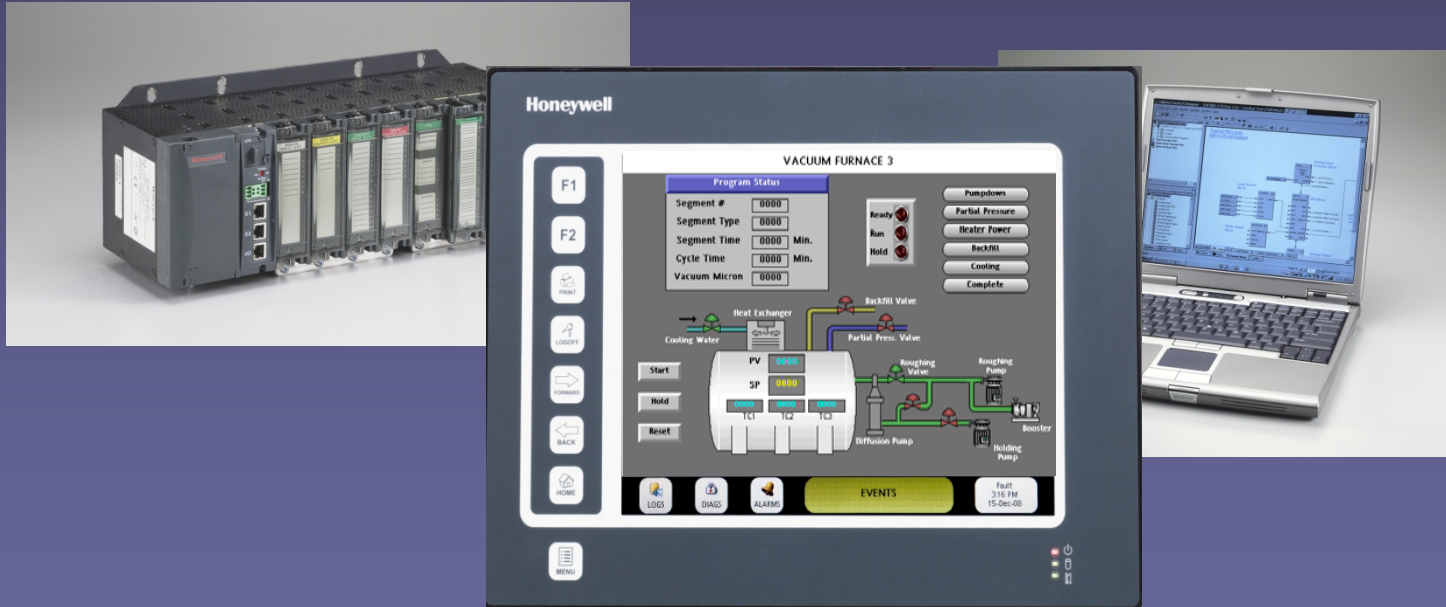 Honeywell
Honeywell
F1
F2
PRINT
LOGOFF
FORWARD
BACK
HOME
MENU
VACUUM FURNACE 3
Program Status
Segment # 0000
Segment Type 0000
Segment Time 0000 Min.
Cycle Time 0000 Min.
Vacuum Micron 0000
Ready
Run
Hold
Pumpdown
Partial Pressure
Heater Power
Backfill
Cooling
Complete
Backfill Valve
Heat Exchanger
Cooling Water
Partial Press. Valve
Start
Hold
Reset
PV 0000
SP 0000
0000 0000 0000
TC1 TC2 TC3
Roughing
Valve
Roughing
Pump
Booster
Diffusion Pump
Holding
Pump
LOGS
DIAGS
ALARMS
EVENTS
Fault
3:16 PM
15-Dec-08